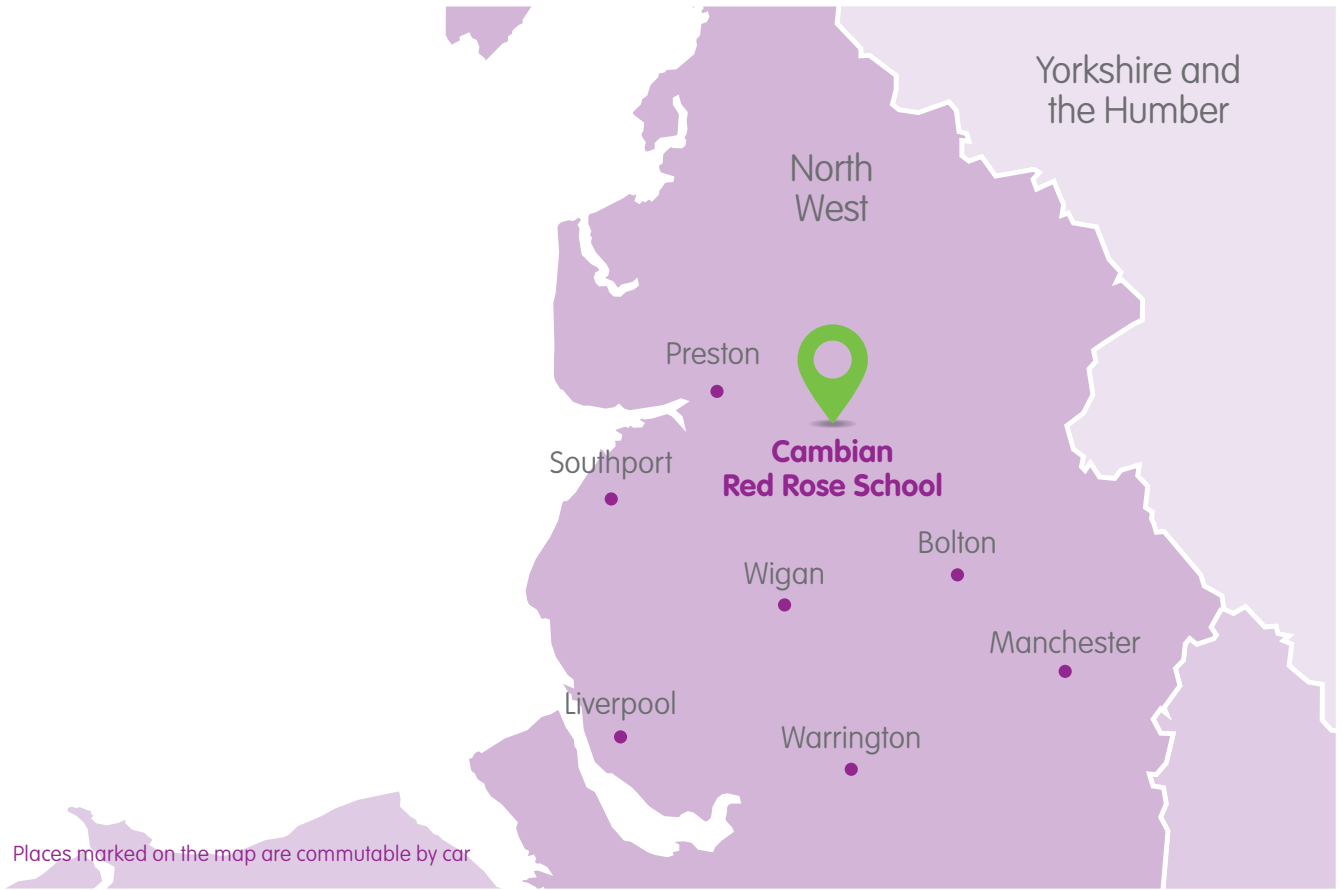 Yorkshire and
the Humber
North
West
Preston
Cambian
Red Rose School
Southport
Bolton
Wigan
Manchester
Liverpool
Warrington
Places marked on the map are commutable by car